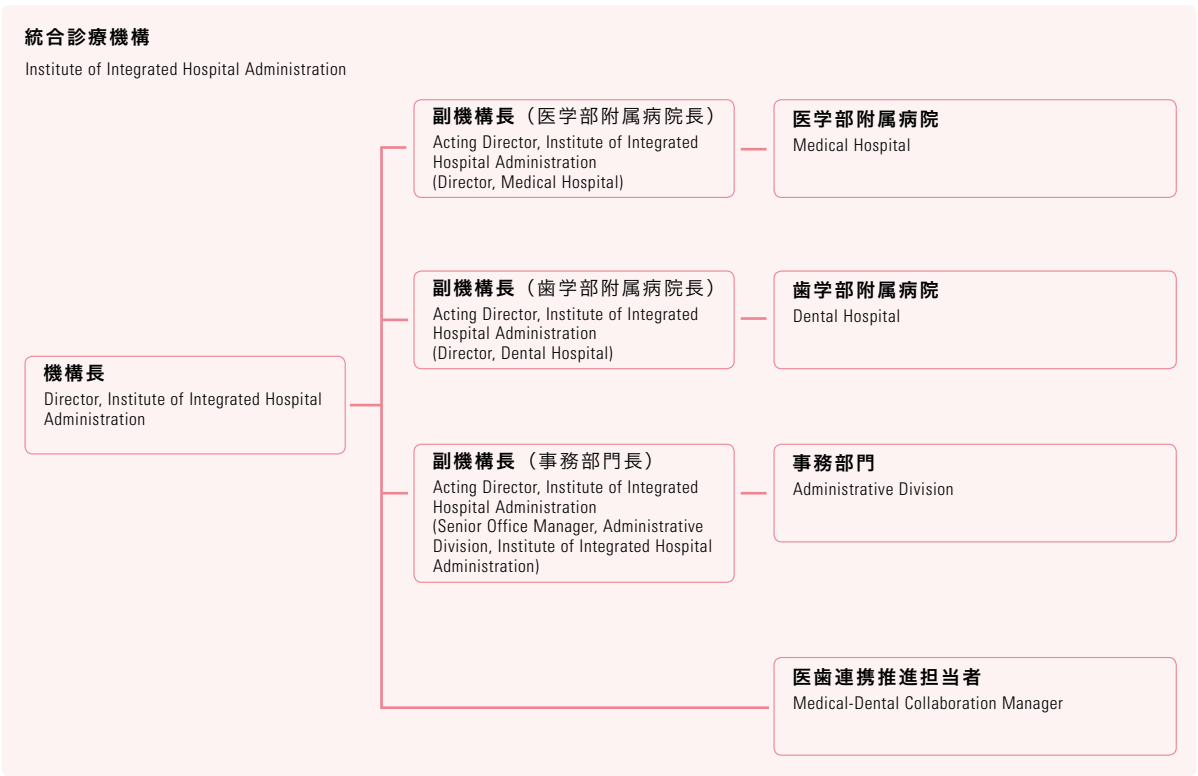 統合診療機構
Institute of Integrated Hospital Administration
機構長
Director, Institute of Integrated Hospital
Administration
副機構長（医学部附属病院長）
Acting Director, Institute of Integrated
Hospital Administration
(Director, Medical Hospital)
医学部附属病院
Medical Hospital
副機構長（歯学部附属病院長）
Acting Director, Institute of Integrated
Hospital Administration
(Director, Dental Hospital)
歯学部附属病院
Dental Hospital
副機構長（事務部門長）
Acting Director, Institute of Integrated
Hospital Administration
(Senior Office Manager, Administrative
Division, Institute of Integrated Hospital
Administration)
事務部門
Administrative Division
医歯連携推進担当者
Medical-Dental Collaboration Manager